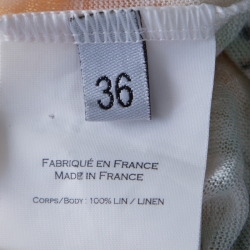 36
FABRIQUÉ EN FRANCE
MADE IN FRANCE
CORPS/BODY : 100% LIN / LINEN